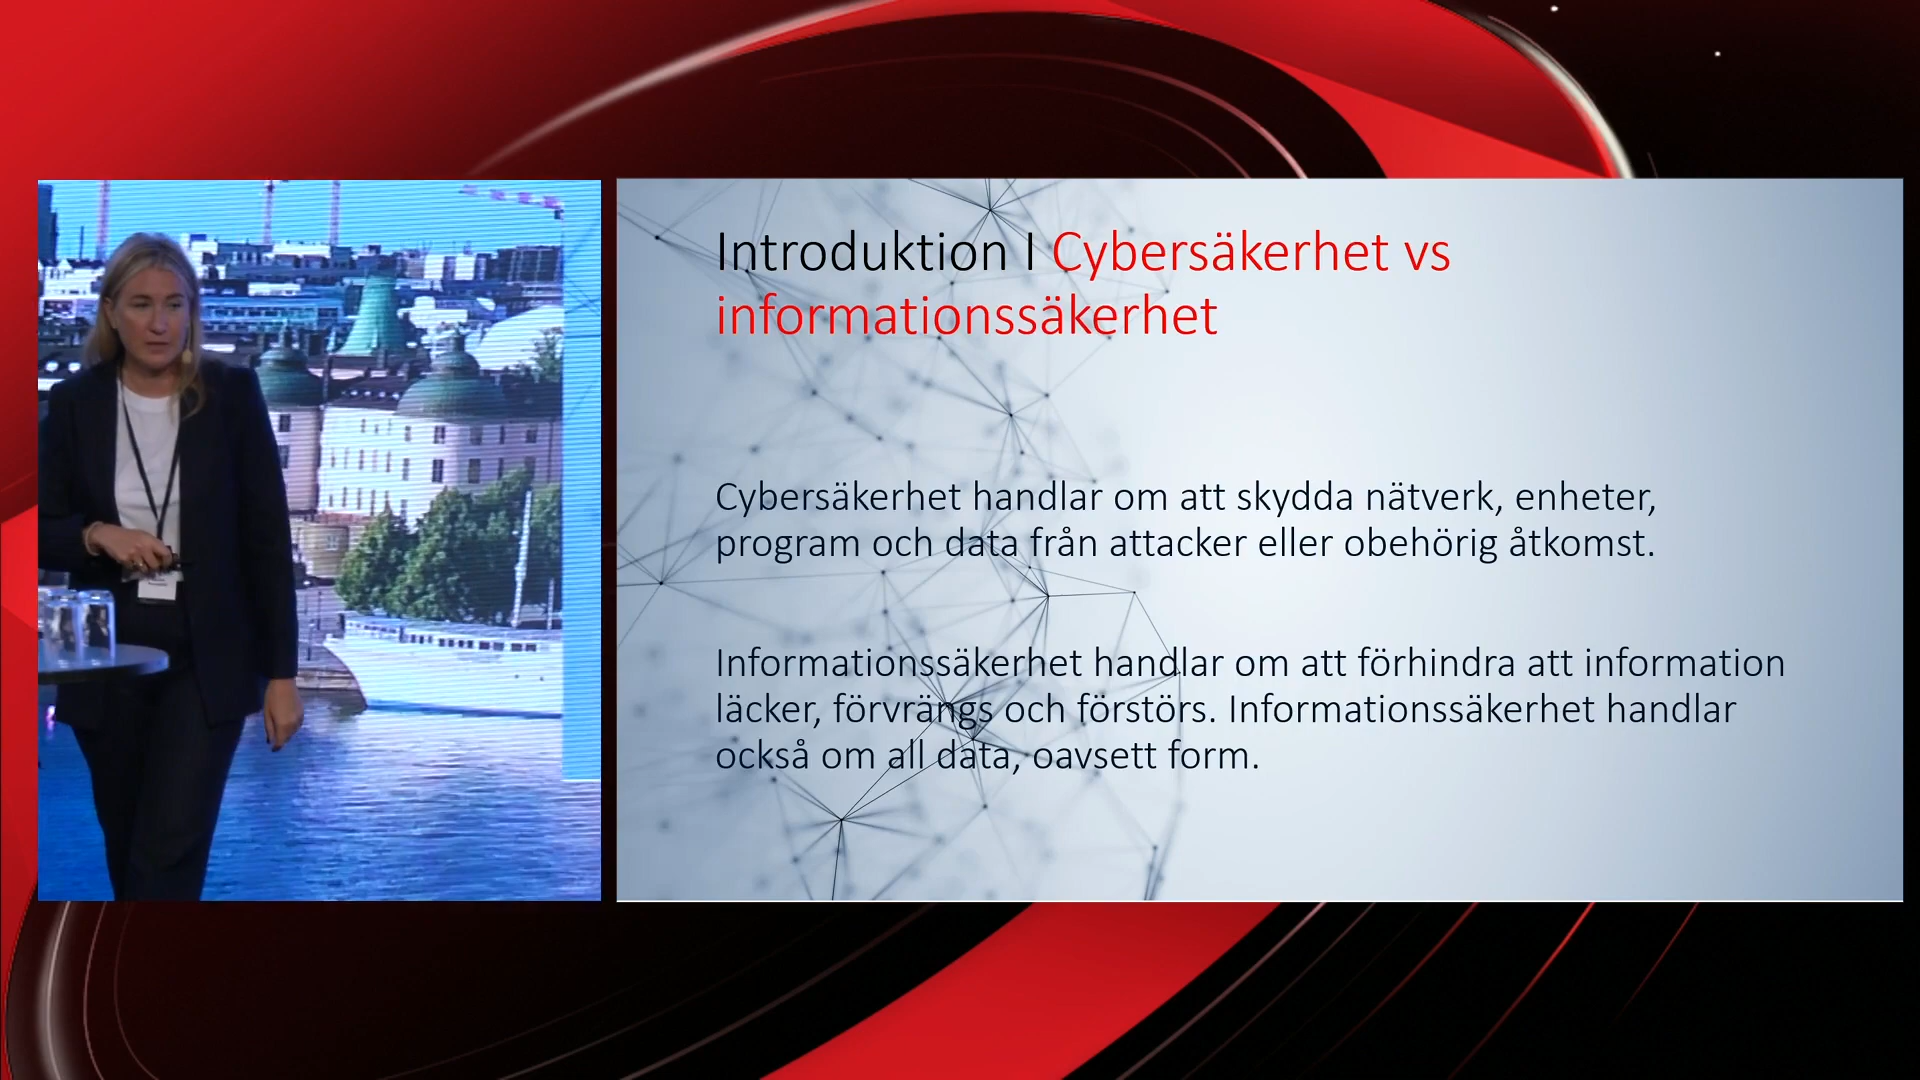 Introduktion I Cybersäkerhet vs
informationssäkerhet
Cybersäkerhet handlar om att skydda nätverk, enheter,
program och data från attacker eller obehörig åtkomst.
Informationssäkerhet handlar om att förhindra att information
läcker, förvrängs och förstörs. Informationssäkerhet handlar
också om all data, oavsett form.